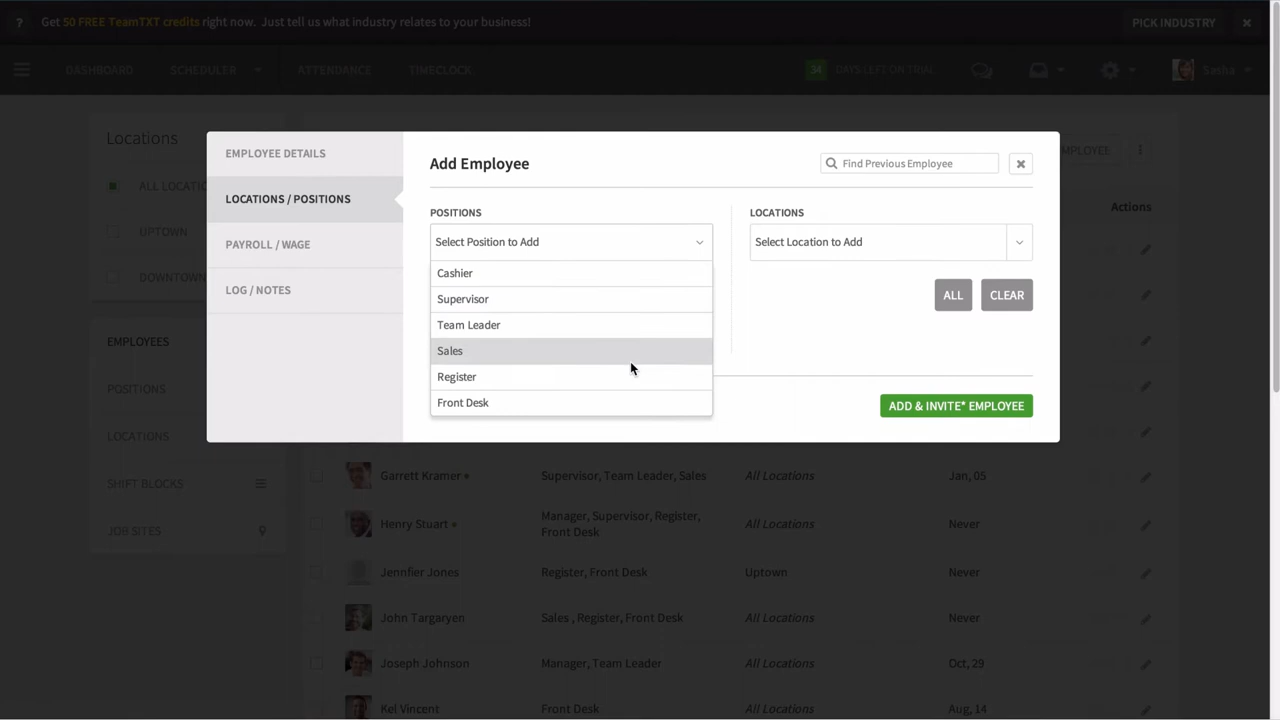 ? Get 50 FREE TeamTXT credits right now. Just tell us what industry relates to your business! PICK INDUSTRY
DASHBOARD SCHEDULER ATTENDANCE TIMECLOCK 34 DAYS LEFT ON TRIAL Sasha
Locations
ALL LOCATIO
UPTOWN
DOWNTOWN
EMPLOYEES
POSITIONS
LOCATIONS
SHIFT BLOCKS
JOB SITES
EMPLOYEE DETAILS
LOCATIONS / POSITIONS
PAYROLL / WAGE
LOG / NOTES
Add Employee
Find Previous Employee
POSITIONS
Select Position to Add
Cashier
Supervisor
Team Leader
Sales
Register
Front Desk
LOCATIONS
Select Location to Add
ALL CLEAR
ADD & INVITE* EMPLOYEE
MPLOYEE
Actions
Garrett Kramer Supervisor, Team Leader, Sales All Locations Jan, 05
Henry Stuart Manager, Supervisor, Register, All Locations Never
Front Desk
Jennfier Jones Register, Front Desk Uptown Never
John Targaryen Sales , Register, Front Desk All Locations Never
Joseph Johnson Manager, Team Leader All Locations Oct, 29
Kel Vincent Front Desk All Locations Aug, 14